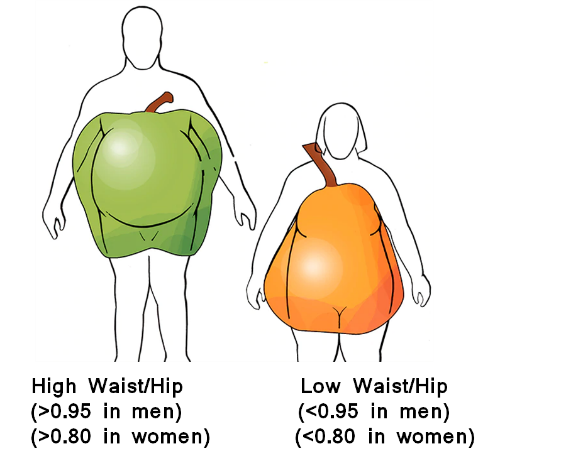 High Waist/Hip
(>0.95 in men)
(>0.80 in women)
Low Waist/Hip
(<0.95 in men)
(<0.80 in women)